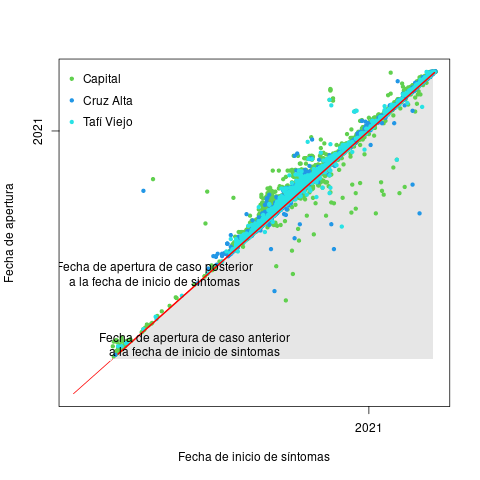 Capital
Cruz Alta
Tafí Viejo
2021
Fecha de apertura
Fecha de apertura de caso posterior
a la fecha de inicio de síntomas
Fecha de apertura de caso anterior
a la fecha de inicio de síntomas
2021
Fecha de inicio de síntomas